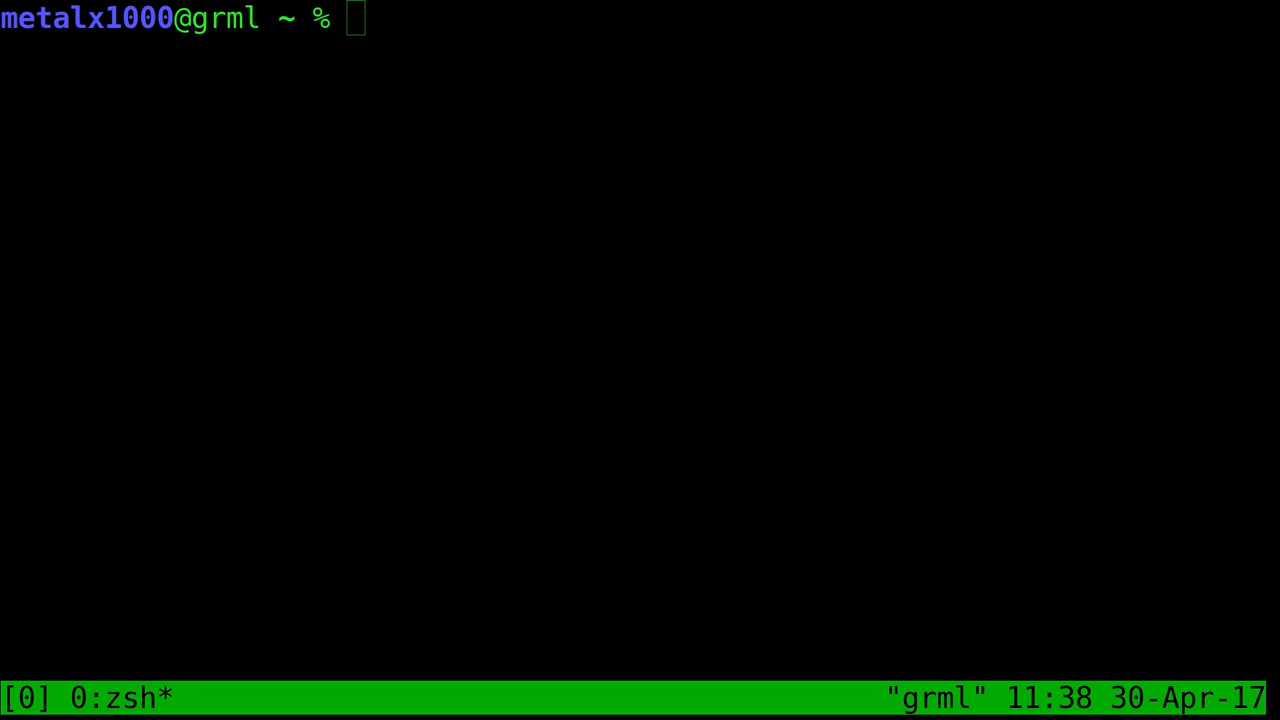 metalx1000@grml ~ %
[0] 0:zsh* "grml" 11:38 30-Apr-17